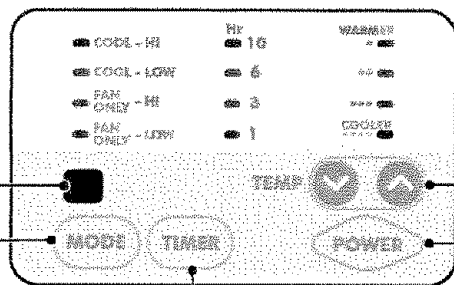 Hr WARMER
COOL - HI 10 *
COOL - LOW 6 **
FAN ONLY - HI 3 ***
FAN ONLY - LOW 1 COOLER ****
TEMP
MODE TIMER POWER